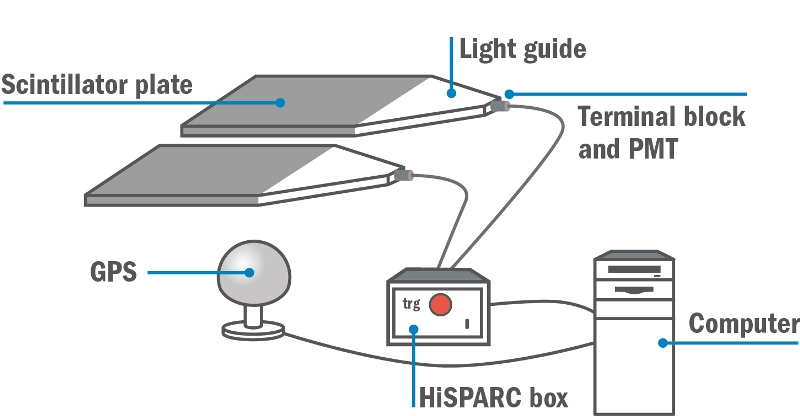 Light guide
Scintillator plate
Terminal block
and PMT
GPS
trg
Computer
HiSPARC box